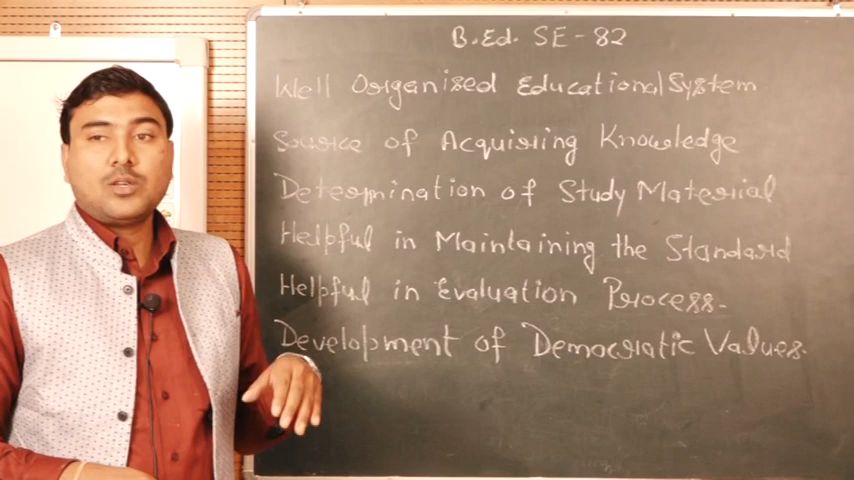 B.Ed. SE-82
Well Organized Educational System
Source of Acquiring Knowledge
Determination of Study Material
Helpful in Maintaining the Standard
Helpful in Evaluation Process.
Development of Democratic Values.